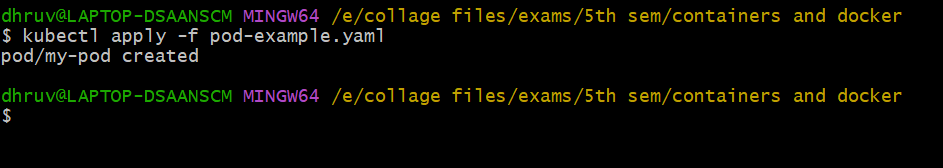 dhruv@LAPTOP-DSAANSCM MINGW64 /e/collage files/exams/5th sem/containers and docker
$ kubectl apply -f pod-example.yaml
pod/my-pod created
dhruv@LAPTOP-DSAANSCM MINGW64 /e/collage files/exams/5th sem/containers and docker
$